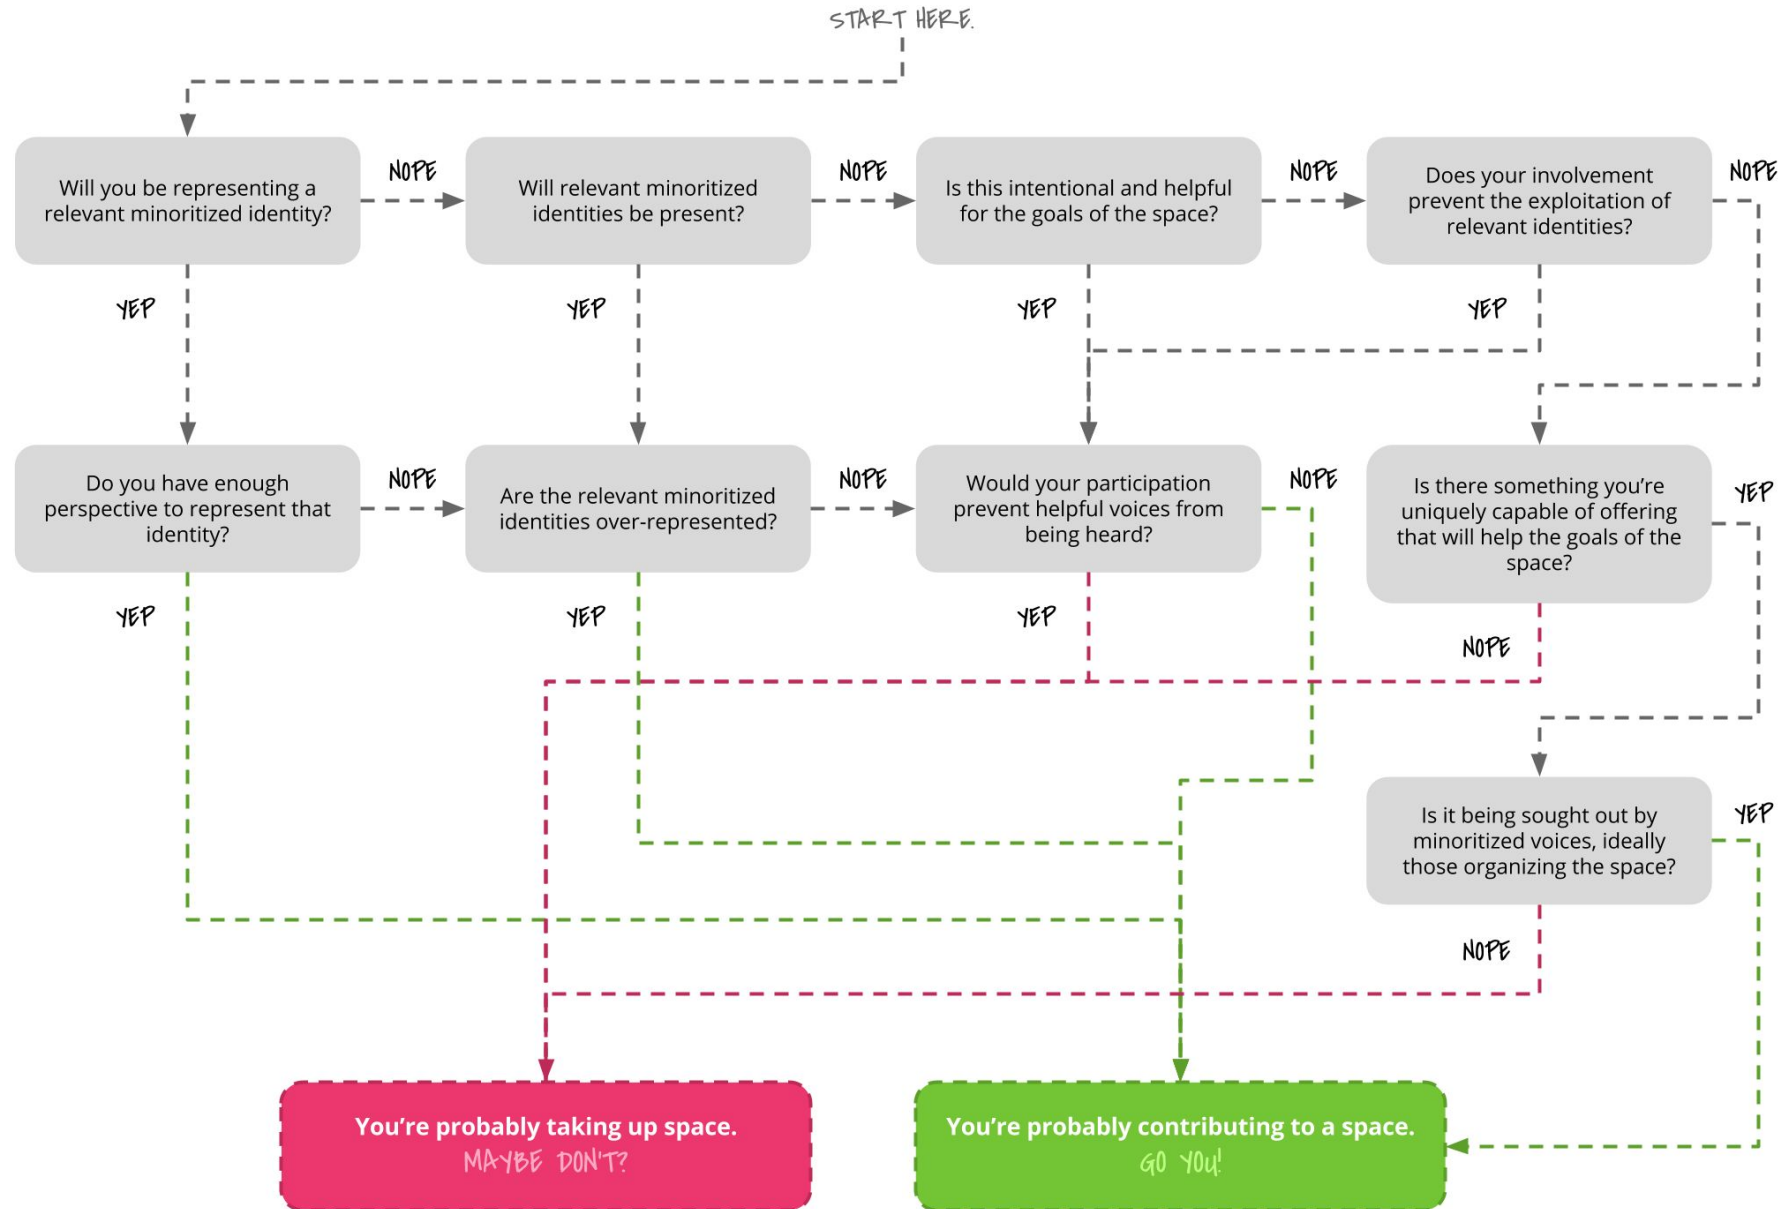 START HERE.
Will you be representing a
relevant minoritized identity?
NOPE
Will relevant minoritized
identities be present?
NOPE
Is this intentional and helpful
for the goals of the space?
NOPE
Does your involvement
prevent the exploitation of
relevant identities?
NOPE
YEP
YEP
YEP
YEP
Do you have enough
perspective to represent that
identity?
NOPE
Are the relevant minoritized
identities over-represented?
NOPE
Would your participation
prevent helpful voices from
being heard?
NOPE
Is there something you’re
uniquely capable of offering
that will help the goals of the
space?
YEP
YEP
YEP
YEP
NOPE
Is it being sought out by
minoritized voices, ideally
those organizing the space?
YEP
NOPE
You’re probably taking up space.
MAYBE DON'T?
You’re probably contributing to a space.
GO YOU!